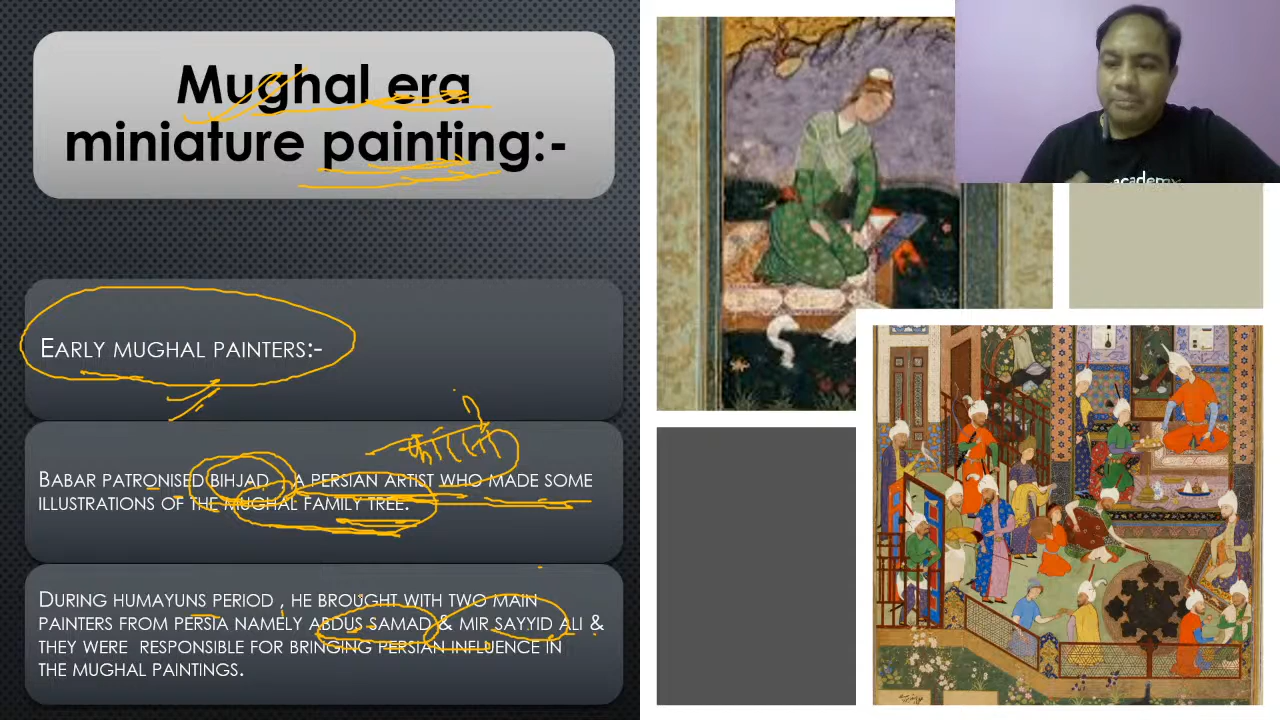 Mughal era
miniature painting:-
EARLY MUGHAL PAINTERS:-
BABAR PATRONISED BIHJAD A PERSIAN ARTIST WHO MADE SOME
ILLUSTRATIONS OF THE MUGHAL FAMILY TREE.
DURING HUMAYUNS PERIOD , HE BROUGHT WITH TWO MAIN
PAINTERS FROM PERSIA NAMELY ABDUS SAMAD & MIR SAYYID ALI &
THEY WERE RESPONSIBLE FOR BRINGING PERSIAN INFLUENCE IN
THE MUGHAL PAINTINGS.